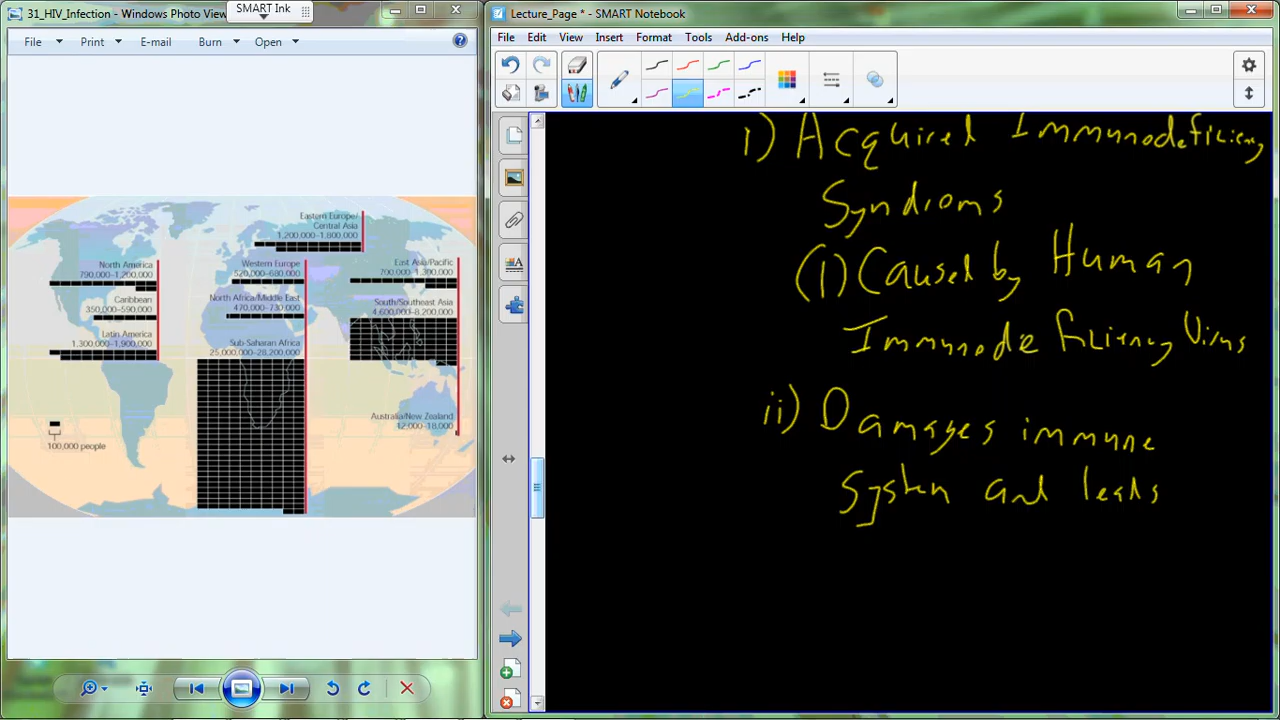 31_HIV_Infection - Windows Photo View
SMART Ink
File
Print
E-mail
Burn
Open
Eastern Europe/
Central Asia
1,200,000–1,800,000
North America
790,000–1,200,000
Western Europe
520,000–680,000
East Asia/Pacific
700,000–1,300,000
Caribbean
350,000–590,000
North Africa/Middle East
470,000–730,000
South/Southeast Asia
4,600,000–8,200,000
Latin America
1,300,000–1,900,000
Sub-Saharan Africa
25,000,000–28,200,000
Australia/New Zealand
12,000–18,000
100,000 people
Lecture_Page * - SMART Notebook
File Edit View Insert Format Tools Add-ons Help
i) Acquired Immunodeficiency
Syndroms
(1) Caused by Human
Immunodeficiency Virus
ii) Damages immune
System and leads